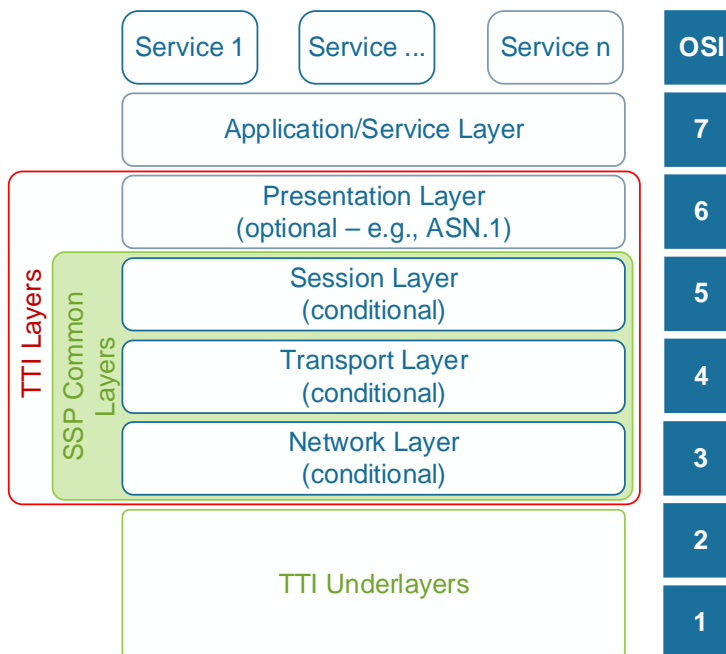 Service 1
Service ...
Service n
OSI
Application/Service Layer
7
Presentation Layer
(optional – e.g., ASN.1)
6
Session Layer
(conditional)
5
Transport Layer
(conditional)
4
Network Layer
(conditional)
3
TTI Layers
SSP Common
Layers
2
TTI Underlayers
1